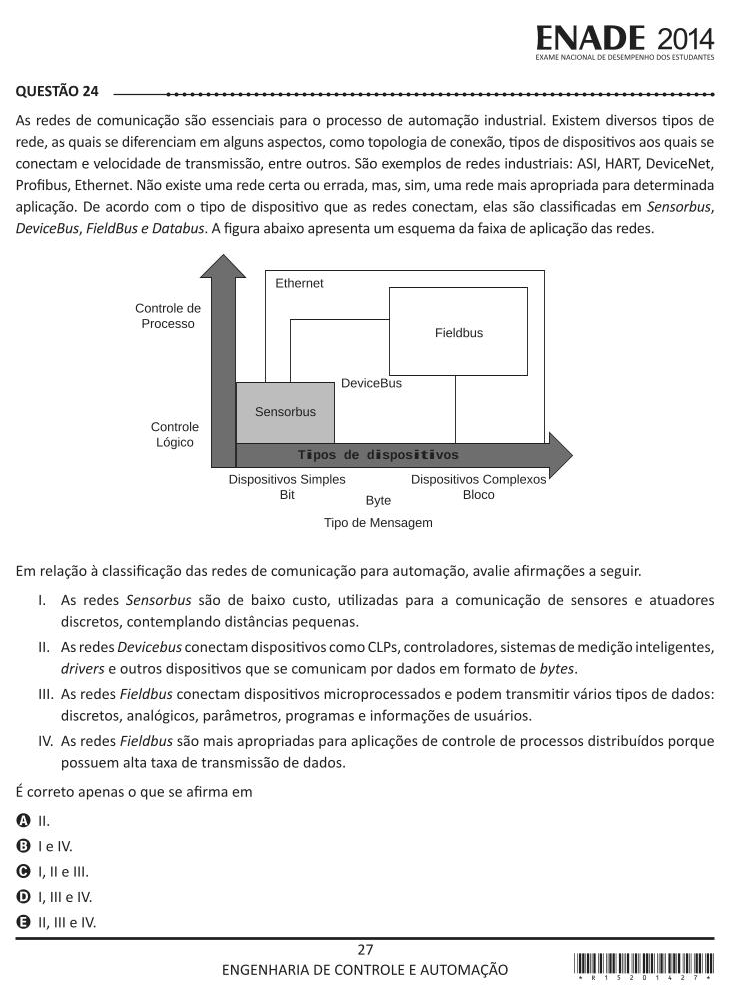 ENADE 2014
EXAME NACIONAL DE DESEMPENHO DOS ESTUDANTES
QUESTÃO 24
As redes de comunicação são essenciais para o processo de automação industrial. Existem diversos tipos de
rede, as quais se diferenciam em alguns aspectos, como topologia de conexão, tipos de dispositivos aos quais se
conectam e velocidade de transmissão, entre outros. São exemplos de redes industriais: ASI, HART, DeviceNet,
Profibus, Ethernet. Não existe uma rede certa ou errada, mas, sim, uma rede mais apropriada para determinada
aplicação. De acordo com o tipo de dispositivo que as redes conectam, elas são classificadas em Sensorbus,
DeviceBus, FieldBus e Databus. A figura abaixo apresenta um esquema da faixa de aplicação das redes.
Ethernet
Controle de
Processo
Fieldbus
DeviceBus
Sensorbus
Controle
Lógico
Tipos de dispositivos
Dispositivos Simples
Bit
Byte
Dispositivos Complexos
Bloco
Tipo de Mensagem
Em relação à classificação das redes de comunicação para automação, avalie afirmações a seguir.
I. As redes Sensorbus são de baixo custo, utilizadas para a comunicação de sensores e atuadores
discretos, contemplando distâncias pequenas.
II. As redes Devicebus conectam dispositivos como CLPs, controladores, sistemas de medição inteligentes,
drivers e outros dispositivos que se comunicam por dados em formato de bytes.
III. As redes Fieldbus conectam dispositivos microprocessados e podem transmitir vários tipos de dados:
discretos, analógicos, parâmetros, programas e informações de usuários.
IV. As redes Fieldbus são mais apropriadas para aplicações de controle de processos distribuídos porque
possuem alta taxa de transmissão de dados.
É correto apenas o que se afirma em
A II.
B I e IV.
C I, II e III.
D I, III e IV.
E II, III e IV.
27
ENGENHARIA DE CONTROLE E AUTOMAÇÃO
* R 1 5 2 0 1 4 2 7 *